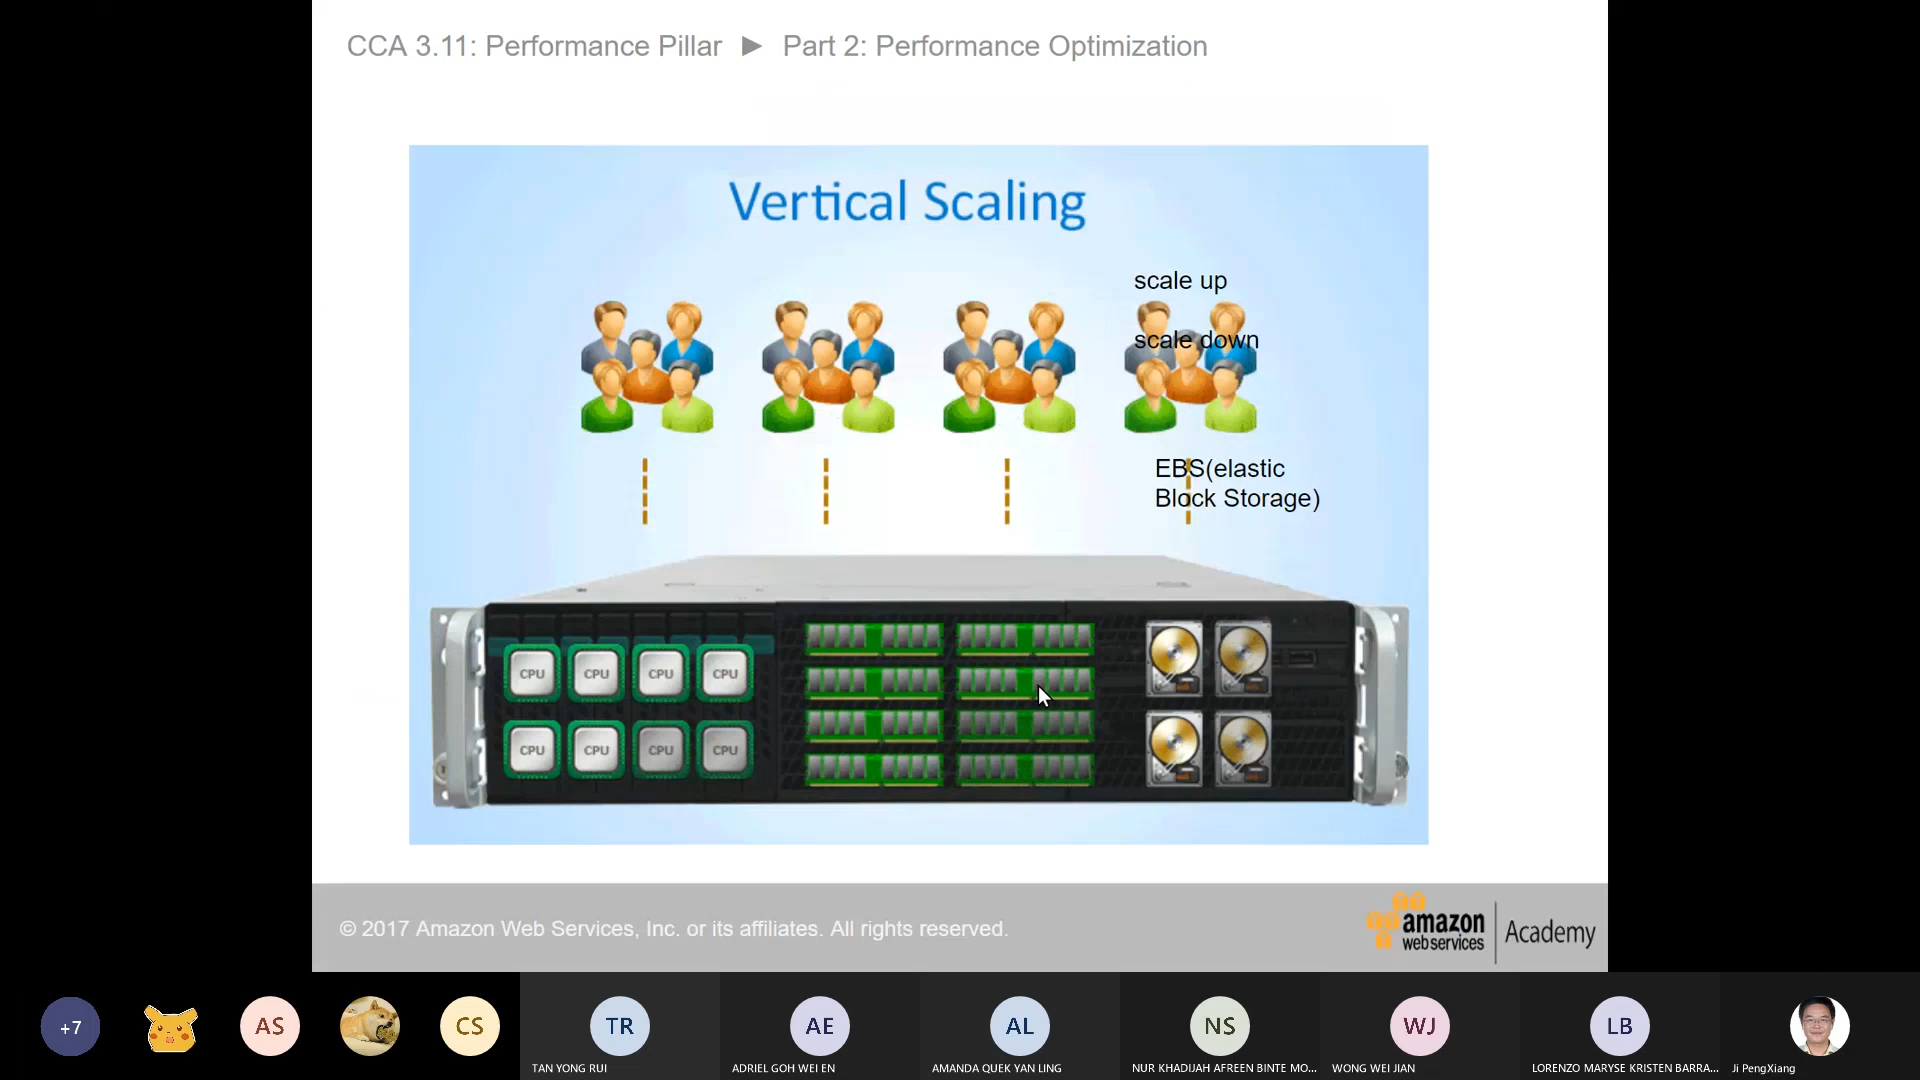 CCA 3.11: Performance Pillar ► Part 2: Performance Optimization
Vertical Scaling
scale up
scale down
EBS(elastic
Block Storage)
CPU CPU CPU CPU
CPU CPU CPU CPU
© 2017 Amazon Web Services, Inc. or its affiliates. All rights reserved.
amazon
webservices
Academy
+7
AS
CS
TR
AE
AL
NS
WJ
LB
TAN YONG RUI
ADRIEL GOH WEI EN
AMANDA QUEK YAN LING
NUR KHADIJAH AFREEN BINTE MO...
WONG WEI JIAN
LORENZO MARYSE KRISTEN BARRA...
Ji PengXiang